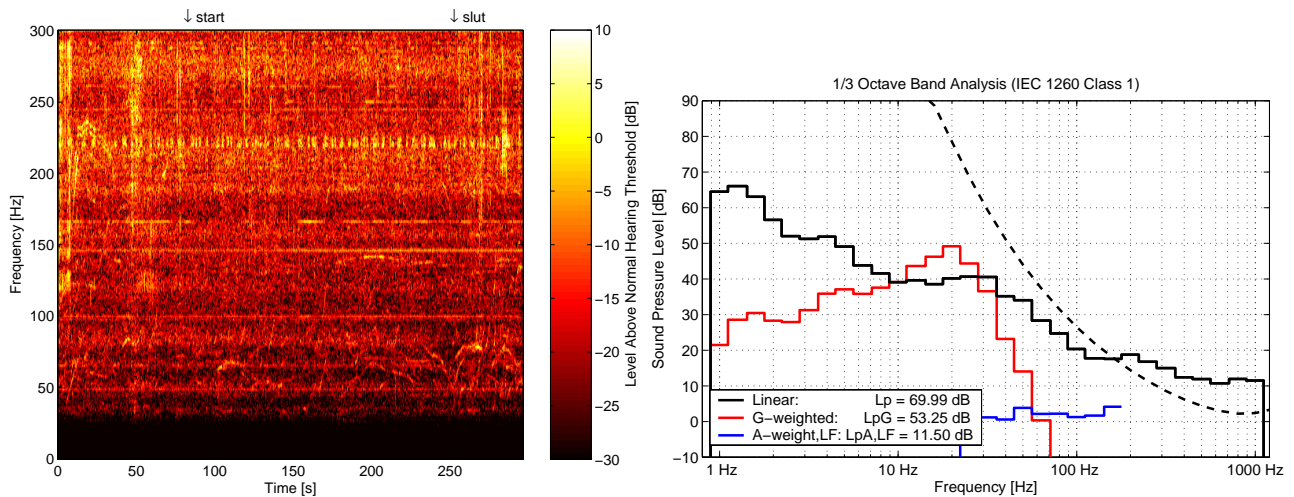 ↓ start
↓ slut
300
250
200
150
100
50
0
Frequency [Hz]
0 50 100 150 200 250
Time [s]
10
5
0
−5
−10
−15
−20
−25
−30
Level Above Normal Hearing Threshold [dB]
1/3 Octave Band Analysis (IEC 1260 Class 1)
90
80
70
60
50
40
30
20
10
0
−10
Sound Pressure Level [dB]
Linear: Lp = 69.99 dB
G−weighted: LpG = 53.25 dB
A−weight,LF: LpA,LF = 11.50 dB
1 Hz 10 Hz 100 Hz 1000 Hz
Frequency [Hz]